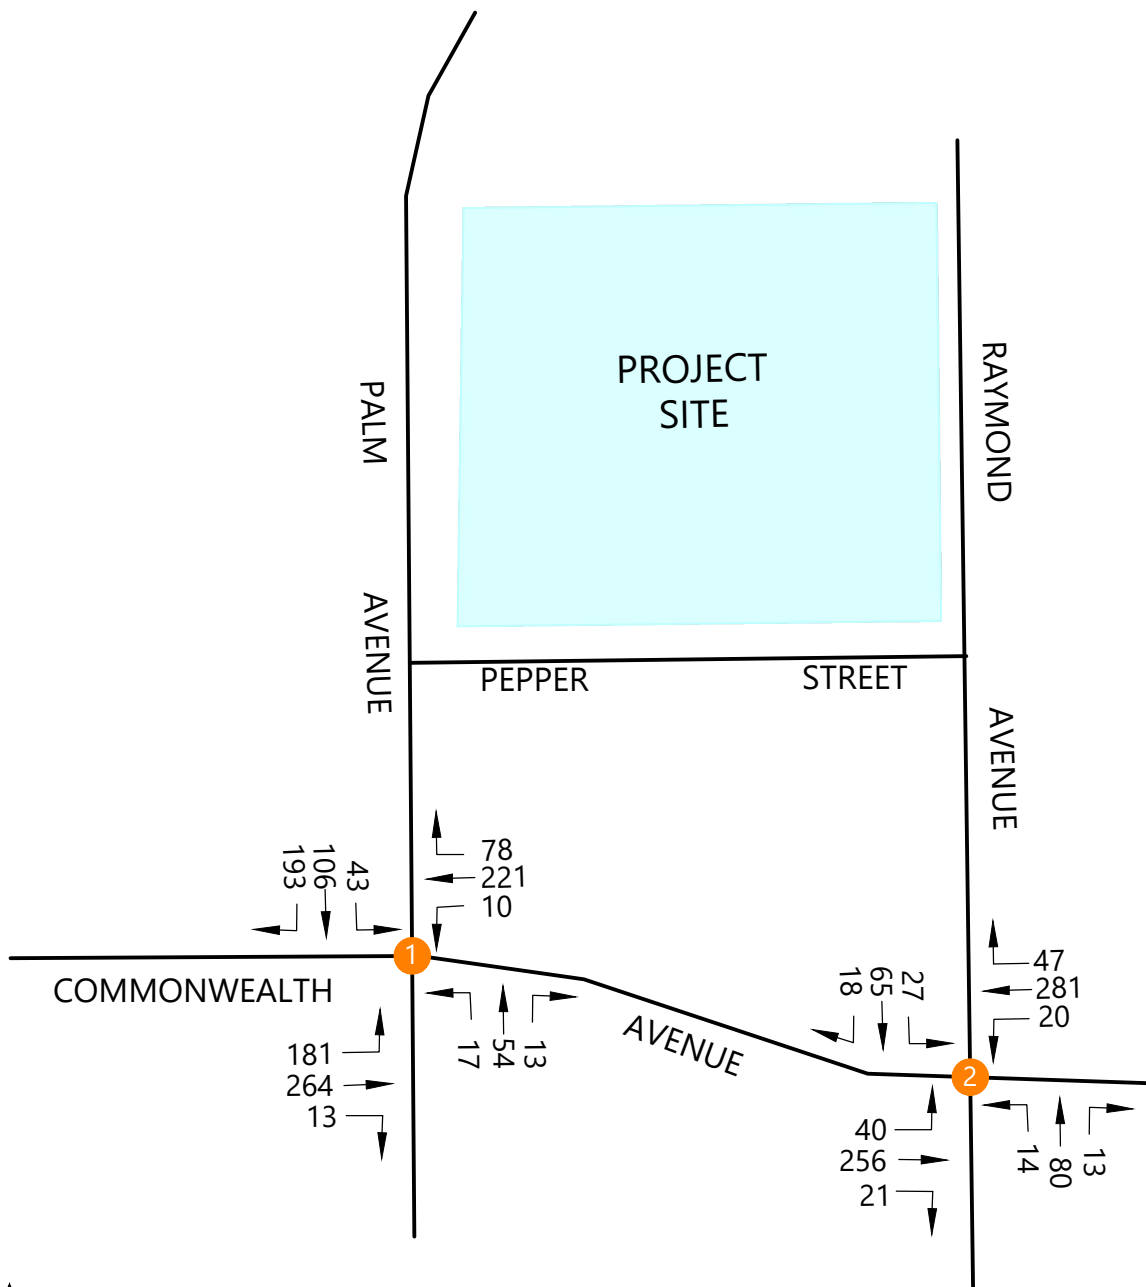 PROJECT
SITE
PALM
AVENUE
RAYMOND
AVENUE
PEPPER STREET
193 106 43
78
221
10
1
COMMONWEALTH
AVENUE
181
264
13
17 54 13
18 65 27
47
281
20
2
40
256
21
14 80 13